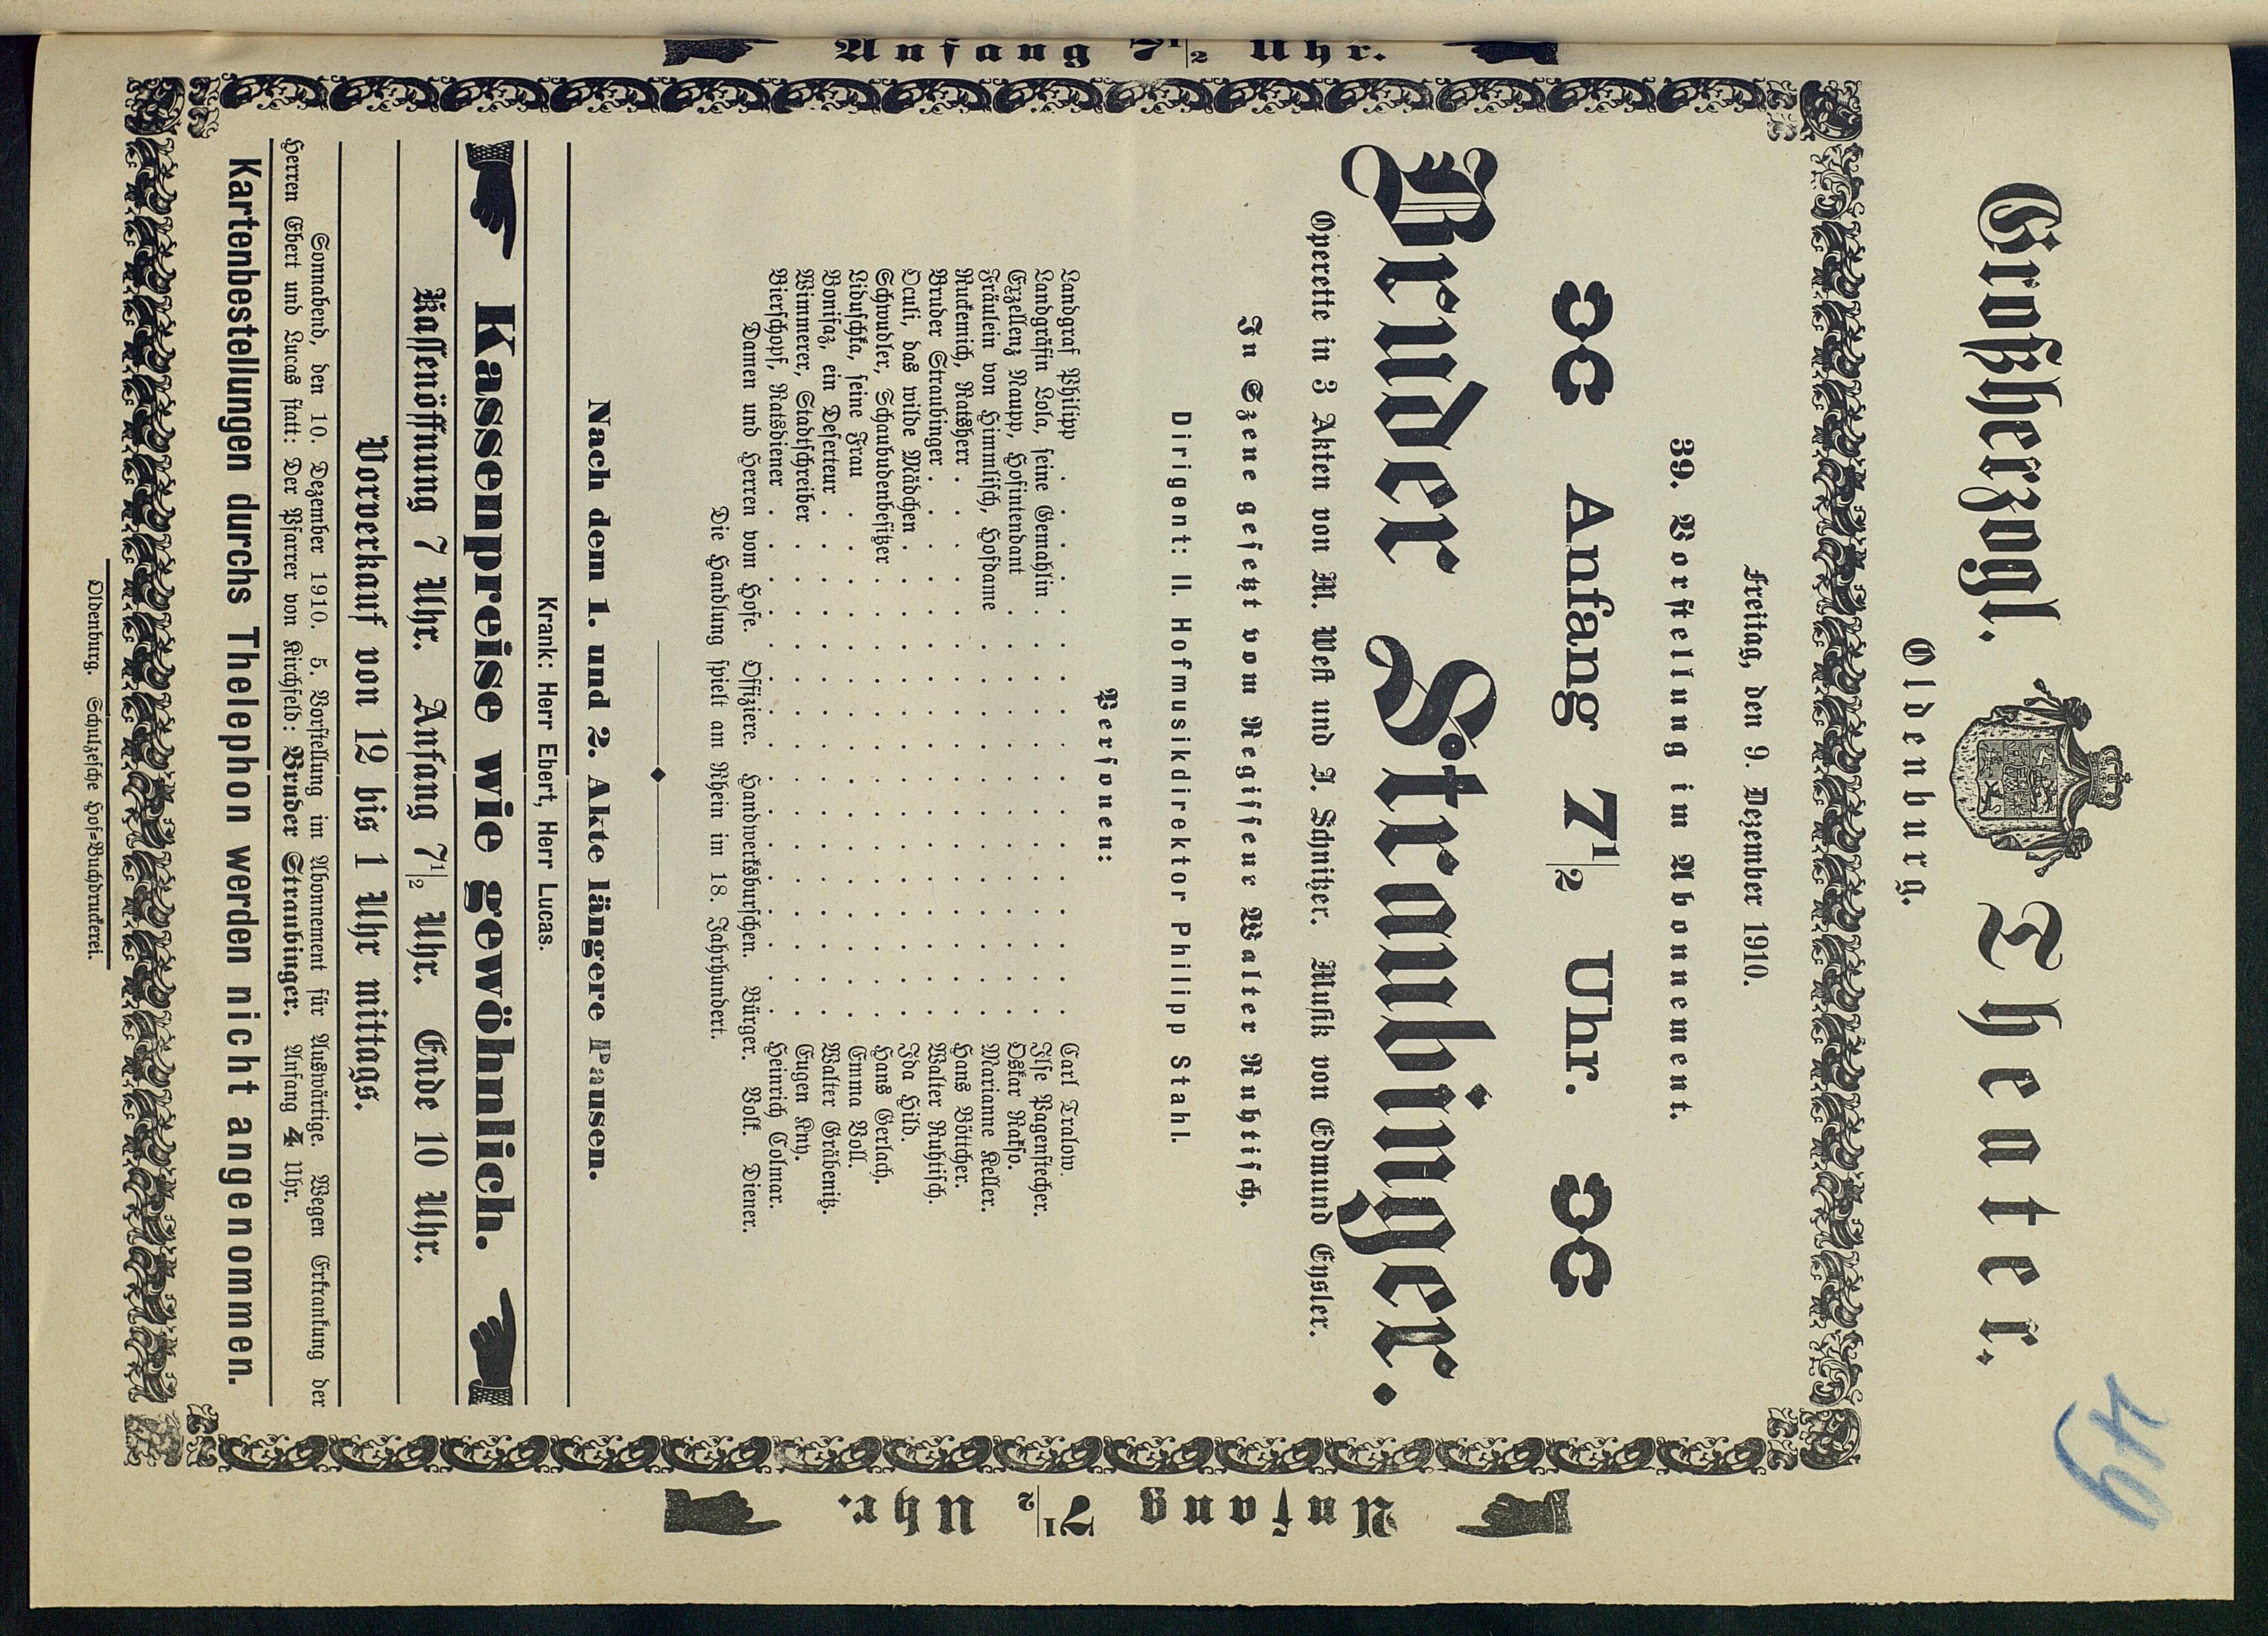 49
Großherzogl. Theater.
Oldenburg.
Freitag, den 9. Dezember 1910.
39. Vorstellung im Abonnement.
Anfang 7½ Uhr.
Bruder Straubinger.
Operette in 3 Akten von M. West und I. Schnitzer. Musik von Edmund Eysler.
In Szene gesetzt vom Regisseur Walter Ruhtisch.
Dirigent: II. Hofmusikdirektor Philipp Stahl.
Personen:
Landgraf Philipp . . . . . . . . . . Carl Tralow.
Landgräfin Lola, seine Gemahlin . . . . . . . . Ilse Pagenstecher.
Exzellenz Naupp, Hofintendant . . . . . . . . Oskar Rakso.
Fräulein von Himmlisch, Hofdame . . . . . . . Marianne Keller.
Ruckemich, Ratsherr . . . . . . . . . . Hans Böttcher.
Bruder Straubinger . . . . . . . . . . Walter Ruhtisch.
Oculi, das wilde Mädchen . . . . . . . . . Ida Hild.
Schwudler, Schaubudenbesitzer . . . . . . . . Hans Gerlach.
Liduschka, seine Frau . . . . . . . . . Emma Boll.
Bonifaz, ein Deserteur . . . . . . . . . Walter Gräbenitz.
Wimmerer, Stadtschreiber . . . . . . . . . Eugen Kny.
Bierschopf, Ratsdiener . . . . . . . . . Heinrich Colmar.
Damen und Herren vom Hofe. Offiziere. Handwerksburschen. Bürger. Volk. Diener.
Die Handlung spielt am Rhein im 18. Jahrhundert.
Nach dem 1. und 2. Akte längere Pausen.
Krank: Herr Ebert, Herr Lucas.
Kassenpreise wie gewöhnlich.
Kassenöffnung 7 Uhr. Anfang 7½ Uhr. Ende 10 Uhr.
Vorverkauf von 12 bis 1 Uhr mittags.
Sonnabend, den 10. Dezember 1910. 5. Vorstellung im Abonnement für Auswärtige. Wegen Erkrankung der
Herren Ebert und Lucas statt: Der Pfarrer von Kirchfeld: Bruder Straubinger. Anfang 4 Uhr.
Kartenbestellungen durchs Thelephon werden nicht angenommen.
Oldenburg. Schulzesche Hof-Buchdruckerei.
Anfang 7½ Uhr.
Anfang 7½ Uhr.